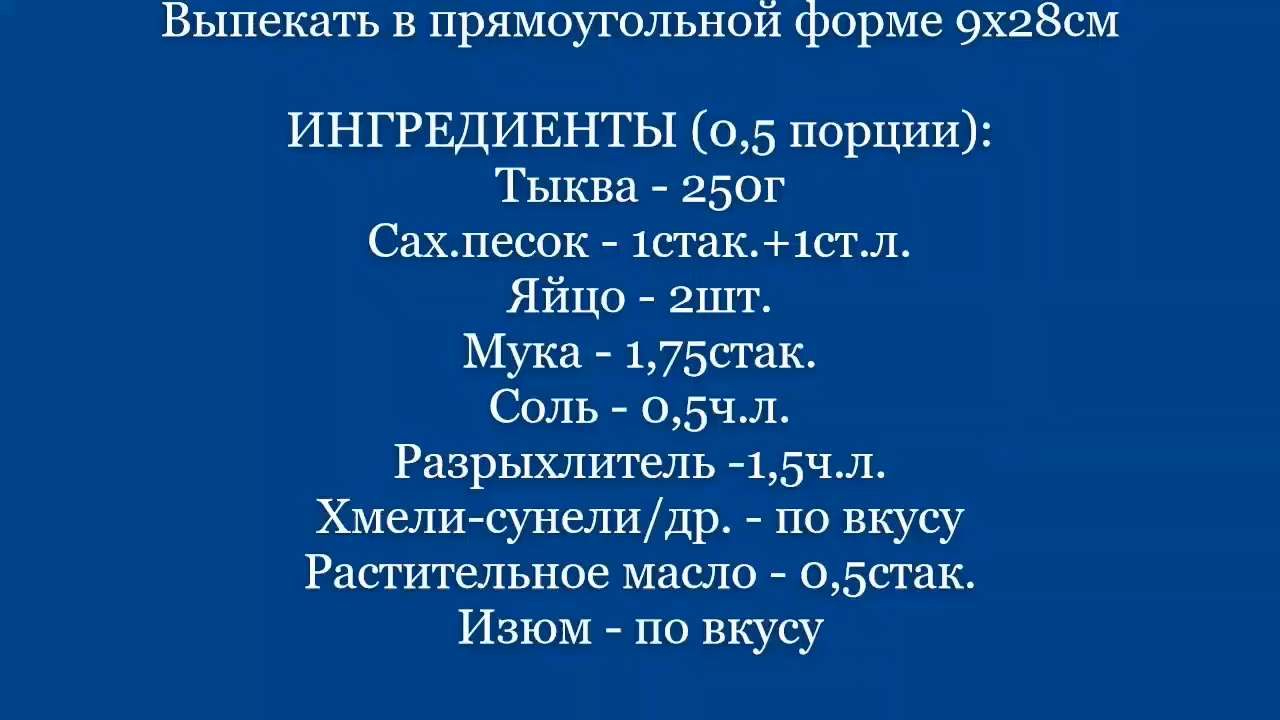 Выпекать в прямоугольной форме 9х28см
ИНГРЕДИЕНТЫ (0,5 порции):
Тыква - 250г
Сах.песок - 1стак.+1ст.л.
Яйцо - 2шт.
Мука - 1,75стак.
Соль - 0,5ч.л.
Разрыхлитель -1,5ч.л.
Хмели-сунели/др. - по вкусу
Растительное масло - 0,5стак.
Изюм - по вкусу